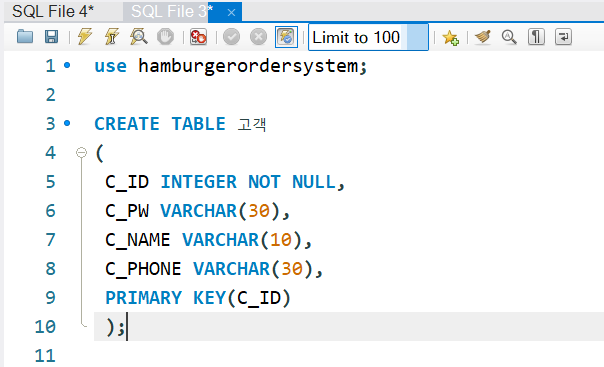 SQL File 4* SQL File 3* ×
Limit to 100
1 use hamburgerordersystem;
2
3 CREATE TABLE 고객
4 (
5 C_ID INTEGER NOT NULL,
6 C_PW VARCHAR(30),
7 C_NAME VARCHAR(10),
8 C_PHONE VARCHAR(30),
9 PRIMARY KEY(C_ID)
10 );
11